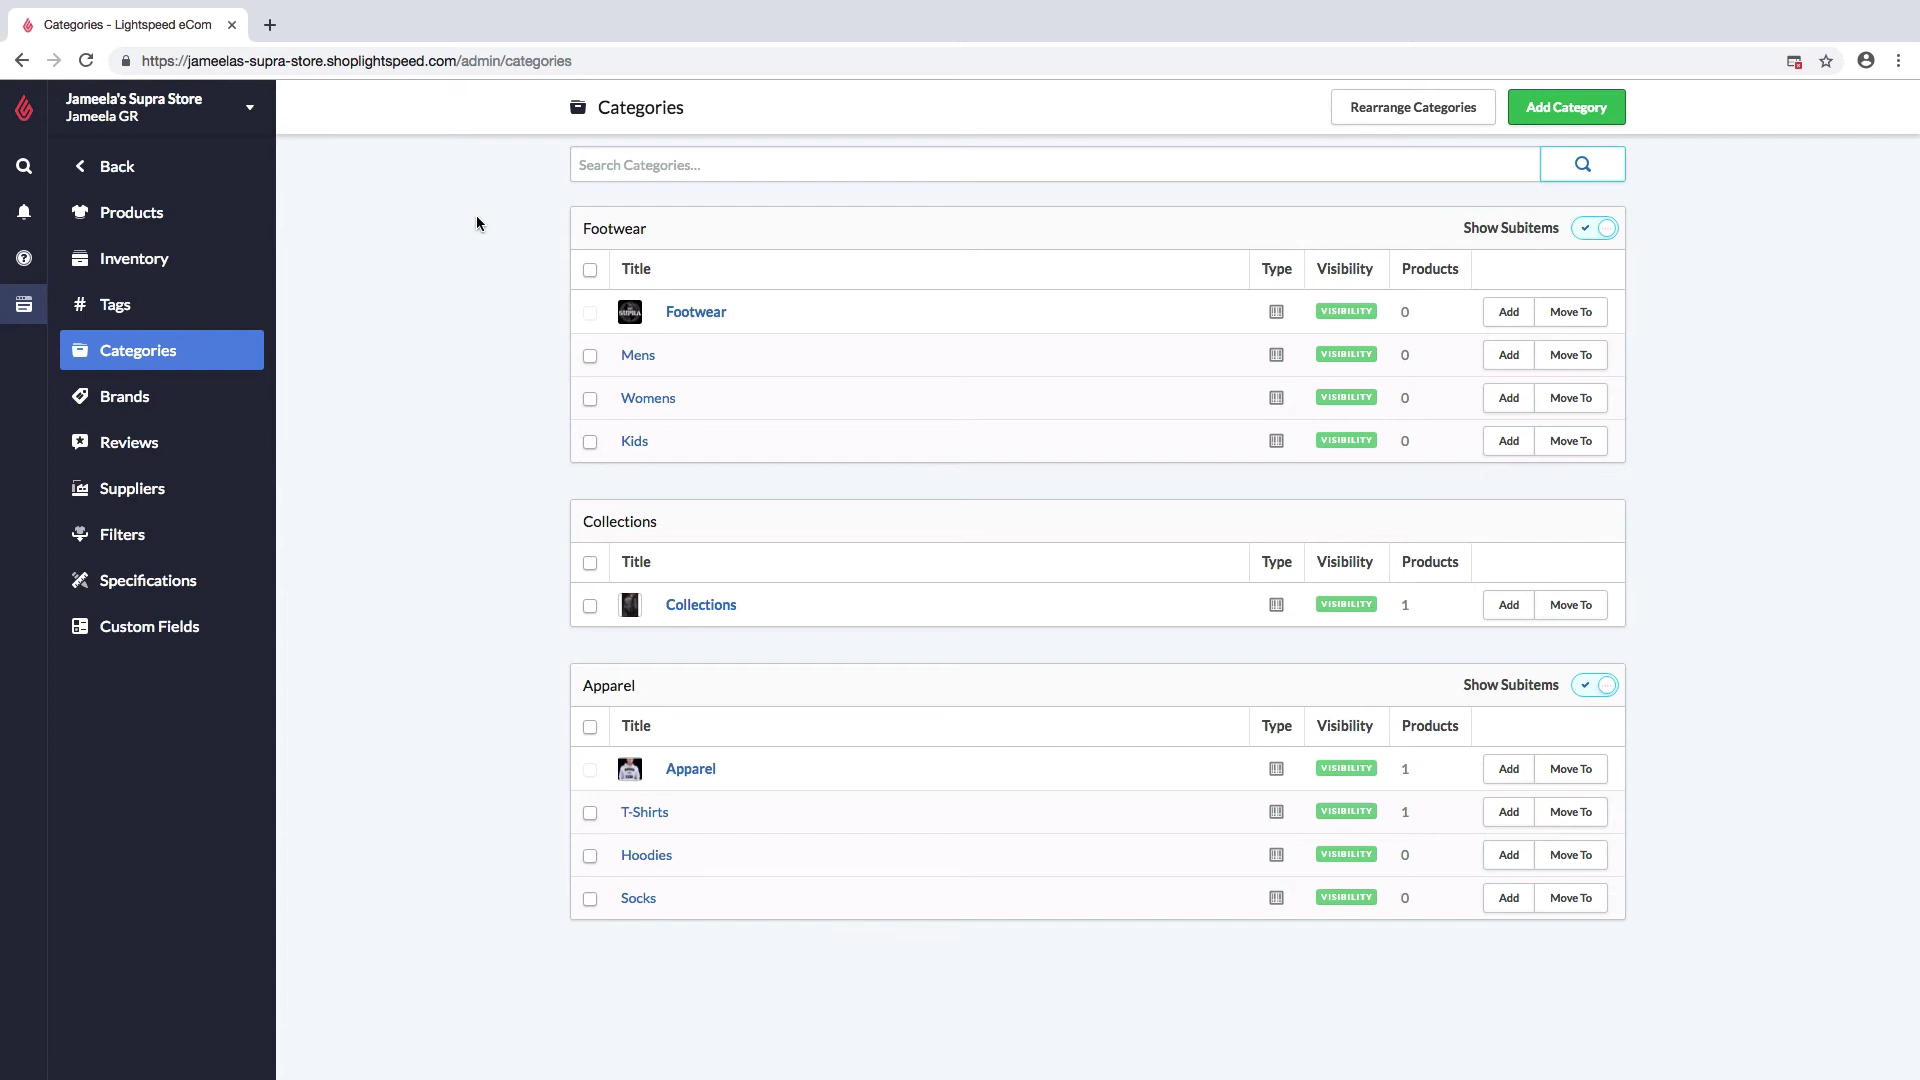 Categories - Lightspeed eCom
https://jameelas-supra-store.shoplightspeed.com/admin/categories
Jameela's Supra Store
Jameela GR
Back
Products
Inventory
Tags
Categories
Brands
Reviews
Suppliers
Filters
Specifications
Custom Fields
Categories
Rearrange Categories
Add Category
Search Categories...
Footwear
Show Subitems
Title Type Visibility Products
SUPRA
Footwear VISIBILITY 0 Add Move To
Mens VISIBILITY 0 Add Move To
Womens VISIBILITY 0 Add Move To
Kids VISIBILITY 0 Add Move To
Collections
Title Type Visibility Products
Collections VISIBILITY 1 Add Move To
Apparel
Show Subitems
Title Type Visibility Products
Apparel VISIBILITY 1 Add Move To
T-Shirts VISIBILITY 1 Add Move To
Hoodies VISIBILITY 0 Add Move To
Socks VISIBILITY 0 Add Move To